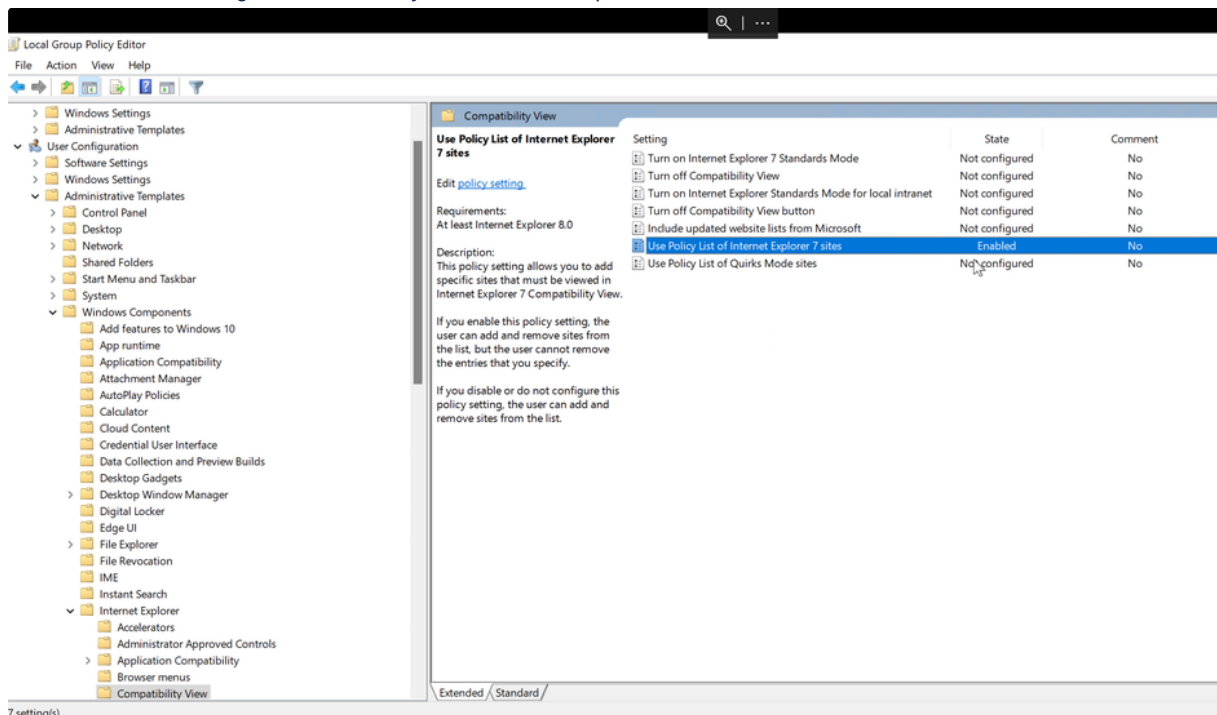 Local Group Policy Editor
File Action View Help
Windows Settings
Administrative Templates
User Configuration
Software Settings
Windows Settings
Administrative Templates
Control Panel
Desktop
Network
Shared Folders
Start Menu and Taskbar
System
Windows Components
Add features to Windows 10
App runtime
Application Compatibility
Attachment Manager
AutoPlay Policies
Calculator
Cloud Content
Credential User Interface
Data Collection and Preview Builds
Desktop Gadgets
Desktop Window Manager
Digital Locker
Edge UI
File Explorer
File Revocation
IME
Instant Search
Internet Explorer
Accelerators
Administrator Approved Controls
Application Compatibility
Browser menus
Compatibility View
Compatibility View
Use Policy List of Internet Explorer
7 sites
Edit policy setting
Requirements:
At least Internet Explorer 8.0
Description:
This policy setting allows you to add
specific sites that must be viewed in
Internet Explorer 7 Compatibility View.
If you enable this policy setting, the
user can add and remove sites from
the list, but the user cannot remove
the entries that you specify.
If you disable or do not configure this
policy setting, the user can add and
remove sites from the list.
Setting State Comment
Turn on Internet Explorer 7 Standards Mode Not configured No
Turn off Compatibility View Not configured No
Turn on Internet Explorer Standards Mode for local intranet Not configured No
Turn off Compatibility View button Not configured No
Include updated website lists from Microsoft Not configured No
Use Policy List of Internet Explorer 7 sites Enabled No
Use Policy List of Quirks Mode sites Not configured No
Extended Standard
7 setting(s)